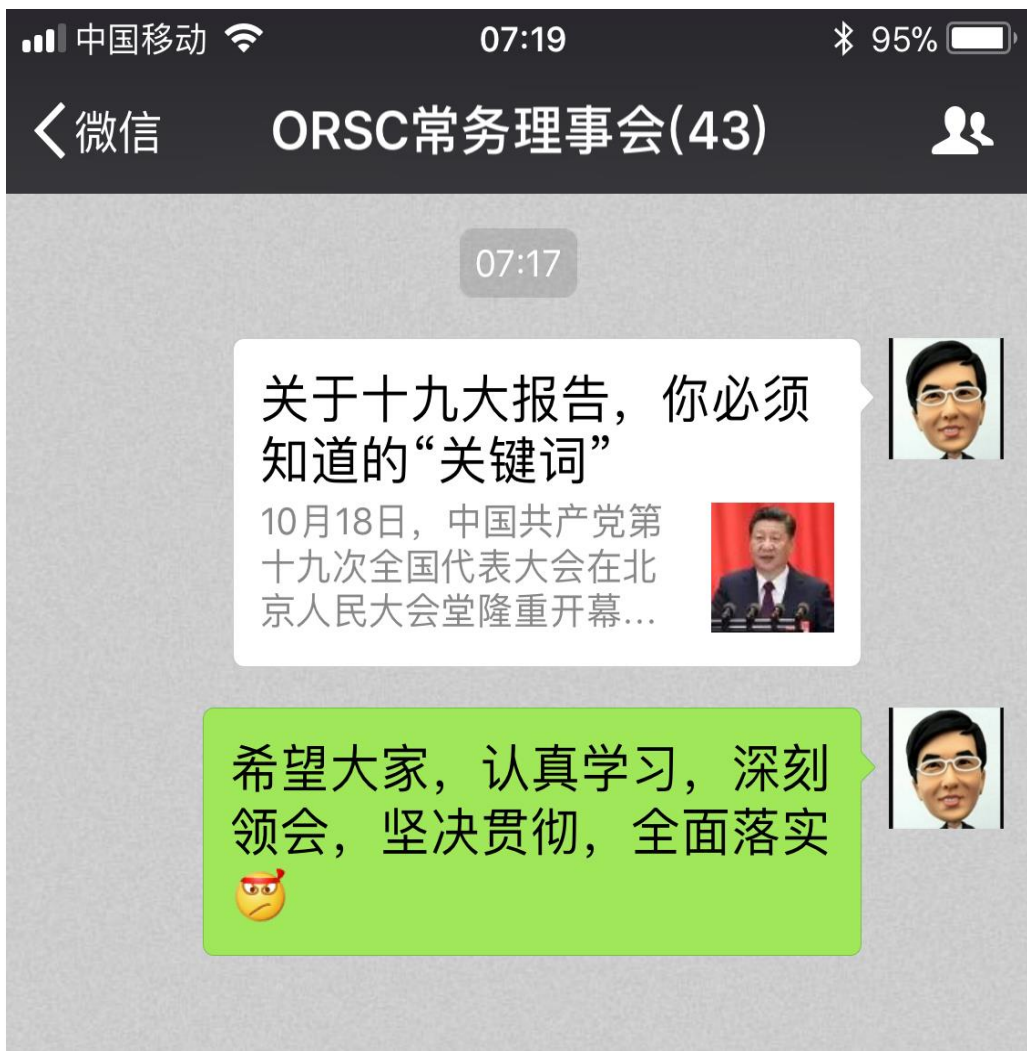 中国移动 07:19 95%
微信 ORSC常务理事会(43)
07:17
关于十九大报告，你必须
知道的“关键词”
10月18日，中国共产党第
十九次全国代表大会在北
京人民大会堂隆重开幕...
希望大家，认真学习，深刻
领会，坚决贯彻，全面落实